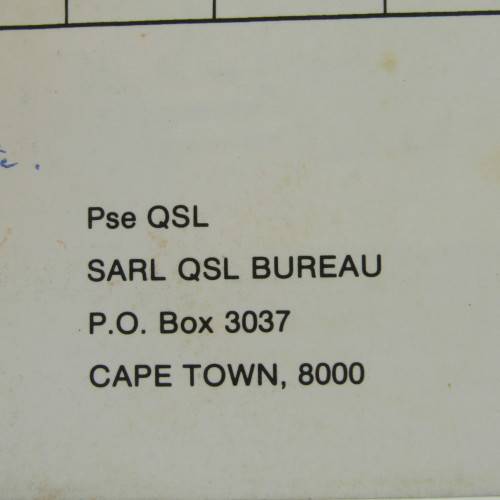 Pse QSL
SARL QSL BUREAU
P.O. Box 3037
CAPE TOWN, 8000